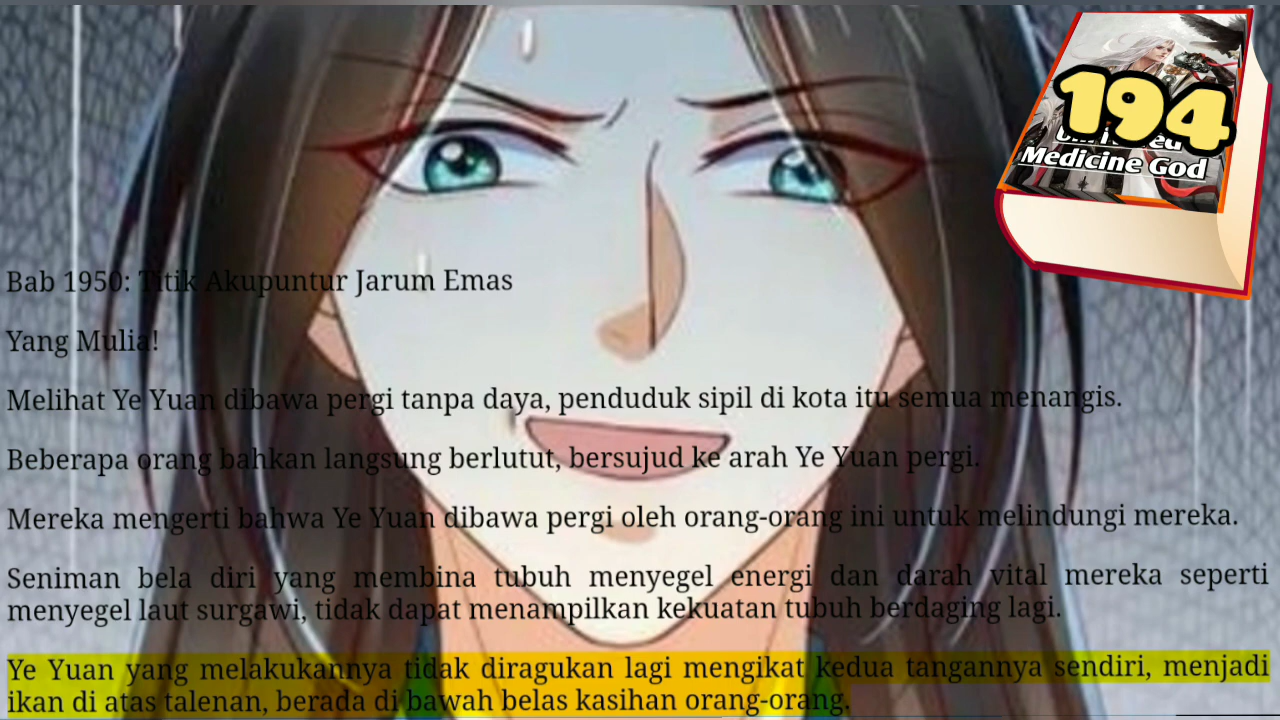 194
Medicine God
Bab 1950: Titik Akupuntur Jarum Emas
Yang Mulia!
Melihat Ye Yuan dibawa pergi tanpa daya, penduduk sipil di kota itu semua menangis.
Beberapa orang bahkan langsung berlutut, bersujud ke arah Ye Yuan pergi.
Mereka mengerti bahwa Ye Yuan dibawa pergi oleh orang-orang ini untuk melindungi mereka.
Seniman bela diri yang membina tubuh menyegel energi dan darah vital mereka seperti
menyegel laut surgawi, tidak dapat menampilkan kekuatan tubuh berdaging lagi.
Ye Yuan yang melakukannya tidak diragukan lagi mengikat kedua tangannya sendiri, menjadi
ikan di atas talenan, berada di bawah belas kasihan orang-orang.